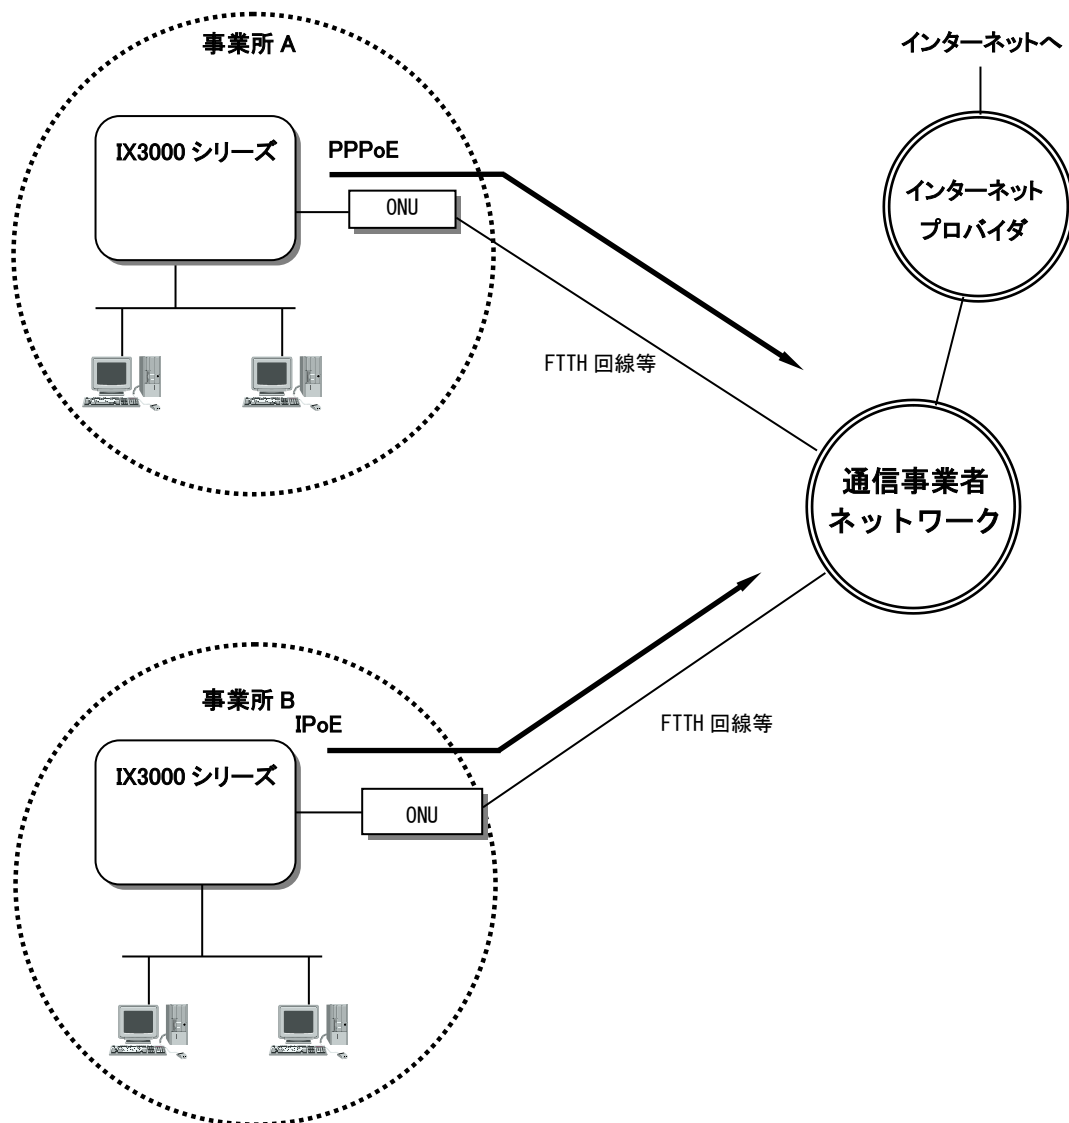 事業所 A
インターネットへ
IX3000 シリーズ
PPPoE
ONU
インターネット
プロバイダ
FTTH 回線等
通信事業者
ネットワーク
事業所 B
IPoE
FTTH 回線等
IX3000 シリーズ
ONU